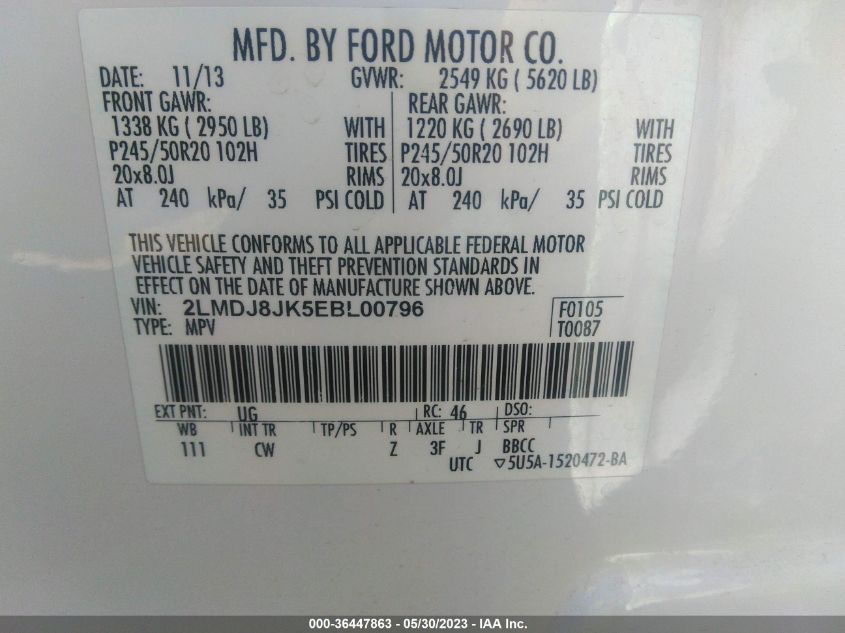 MFD. BY FORD MOTOR CO.
DATE: 11/13 GVWR: 2549 KG ( 5620 LB)
FRONT GAWR: REAR GAWR:
1338 KG ( 2950 LB) WITH 1220 KG ( 2690 LB) WITH
P245/50R20 102H TIRES P245/50R20 102H TIRES
20x8.0J RIMS 20x8.0J RIMS
AT 240 kPa/ 35 PSI COLD AT 240 kPa/ 35 PSI COLD
THIS VEHICLE CONFORMS TO ALL APPLICABLE FEDERAL MOTOR
VEHICLE SAFETY AND THEFT PREVENTION STANDARDS IN
EFFECT ON THE DATE OF MANUFACTURE SHOWN ABOVE.
VIN: 2LMDJ8JK5EBL00796 F0105
TYPE: MPV T0087
EXT PNT: UG RC: 46 DSO:
WB INT TR TP/PS R AXLE TR SPR
111 CW Z 3F J BBCC
UTC ▽5U5A-1520472-BA
000-36447863 - 05/30/2023 - IAA Inc.